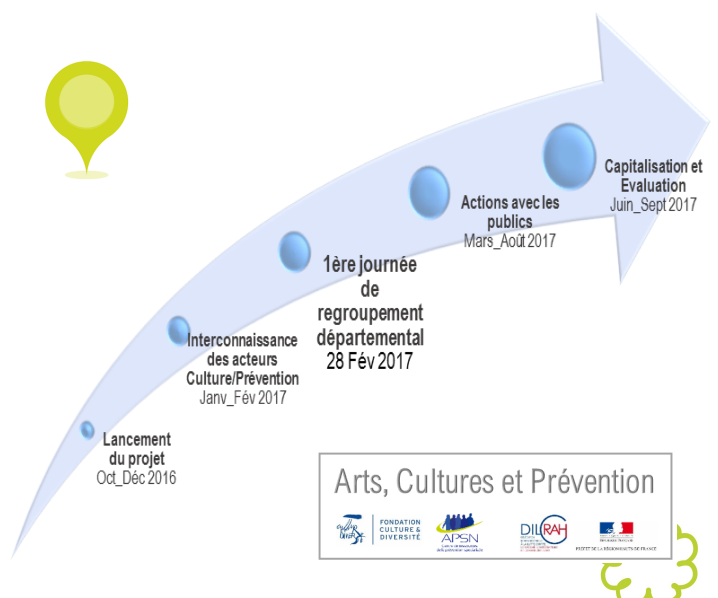 Capitalisation et
Evaluation
Juin_Sept 2017
Actions avec les
publics
Mars_Août 2017
1ère journée
de
regroupement
départemental
28 Fév 2017
Interconnaissance
des acteurs
Culture/Prévention
Janv_Fév 2017
Lancement
du projet
Oct_Déc 2016
Arts, Cultures et Prévention
FONDATION
CULTURE &
DIVERSITÉ
APSN
DILRAH
PRÉFET DE LA RÉGION HAUTS-DE-FRANCE